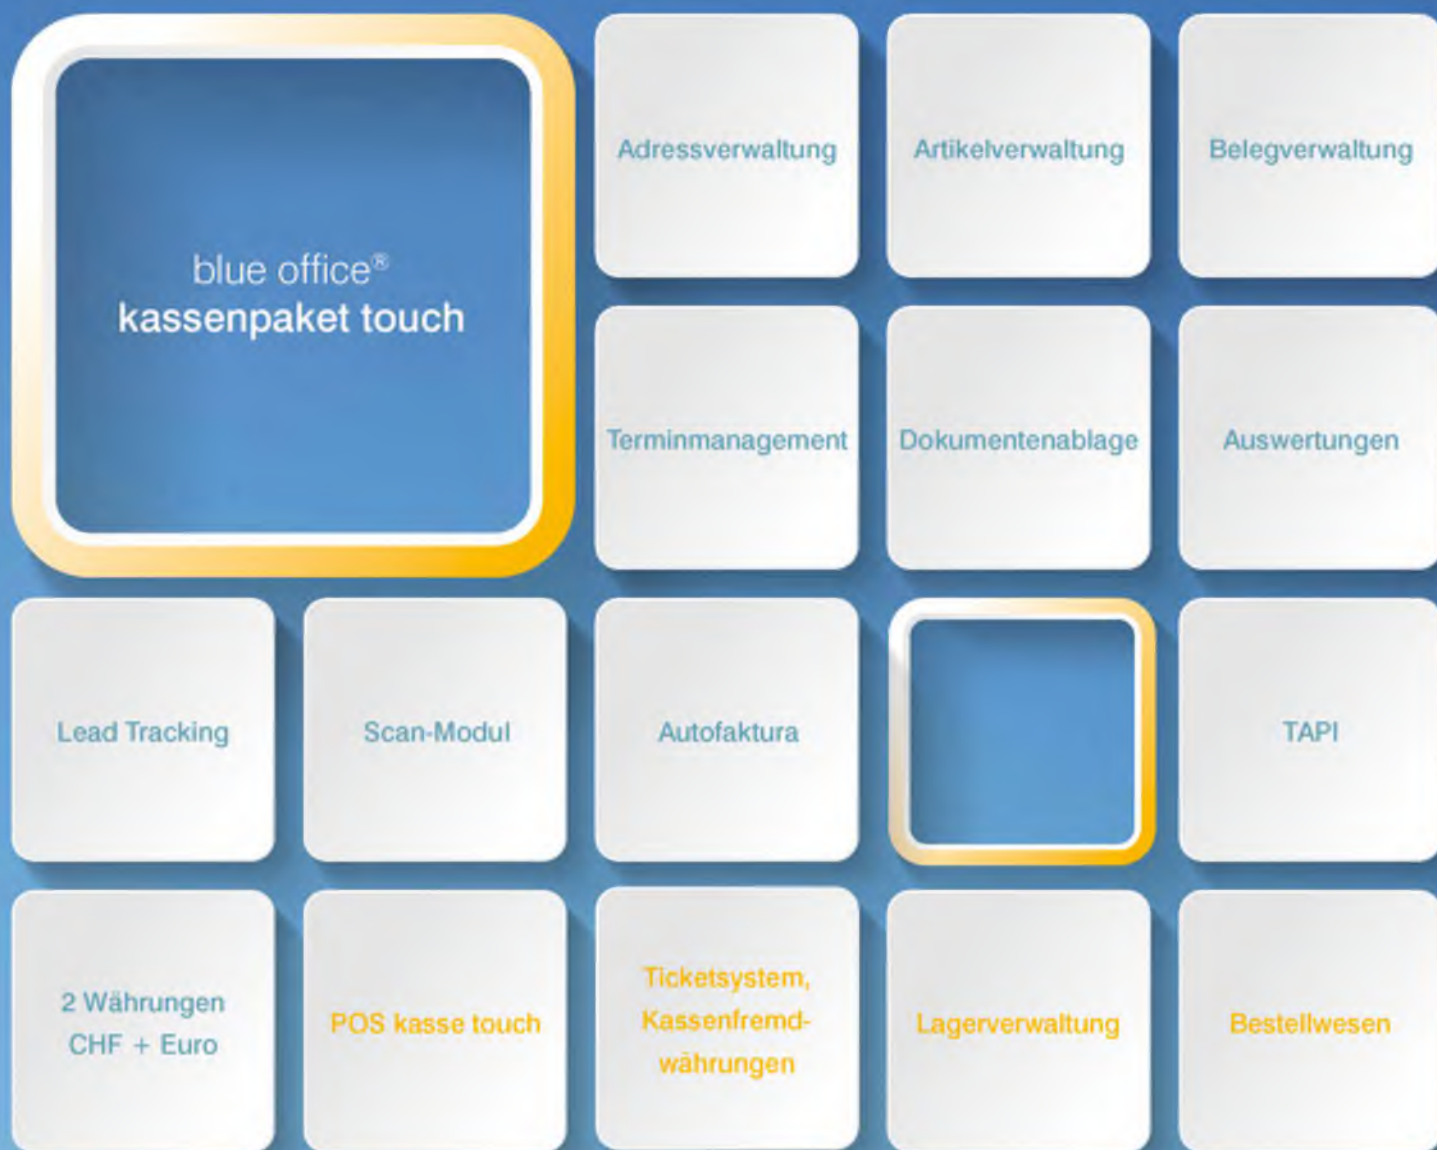 blue office®
kassenpaket touch
Adressverwaltung
Artikelverwaltung
Belegverwaltung
Terminmanagement
Dokumentenablage
Auswertungen
Lead Tracking
Scan-Modul
Autofaktura
TAPI
2 Währungen
CHF + Euro
POS kasse touch
Ticketsystem,
Kassenfremd-
währungen
Lagerverwaltung
Bestellwesen